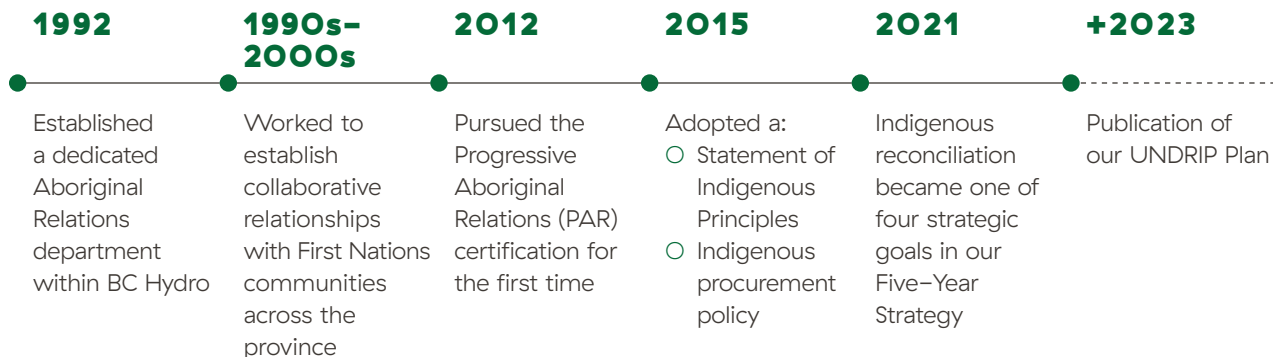 1992
Established
a dedicated
Aboriginal
Relations
department
within BC Hydro
1990s–
2000s
Worked to
establish
collaborative
relationships
with First Nations
communities
across the
province
2012
Pursued the
Progressive
Aboriginal
Relations (PAR)
certification for
the first time
2015
Adopted a:
Statement of
Indigenous
Principles
Indigenous
procurement
policy
2021
Indigenous
reconciliation
became one of
four strategic
goals in our
Five–Year
Strategy
+2023
Publication of
our UNDRIP Plan